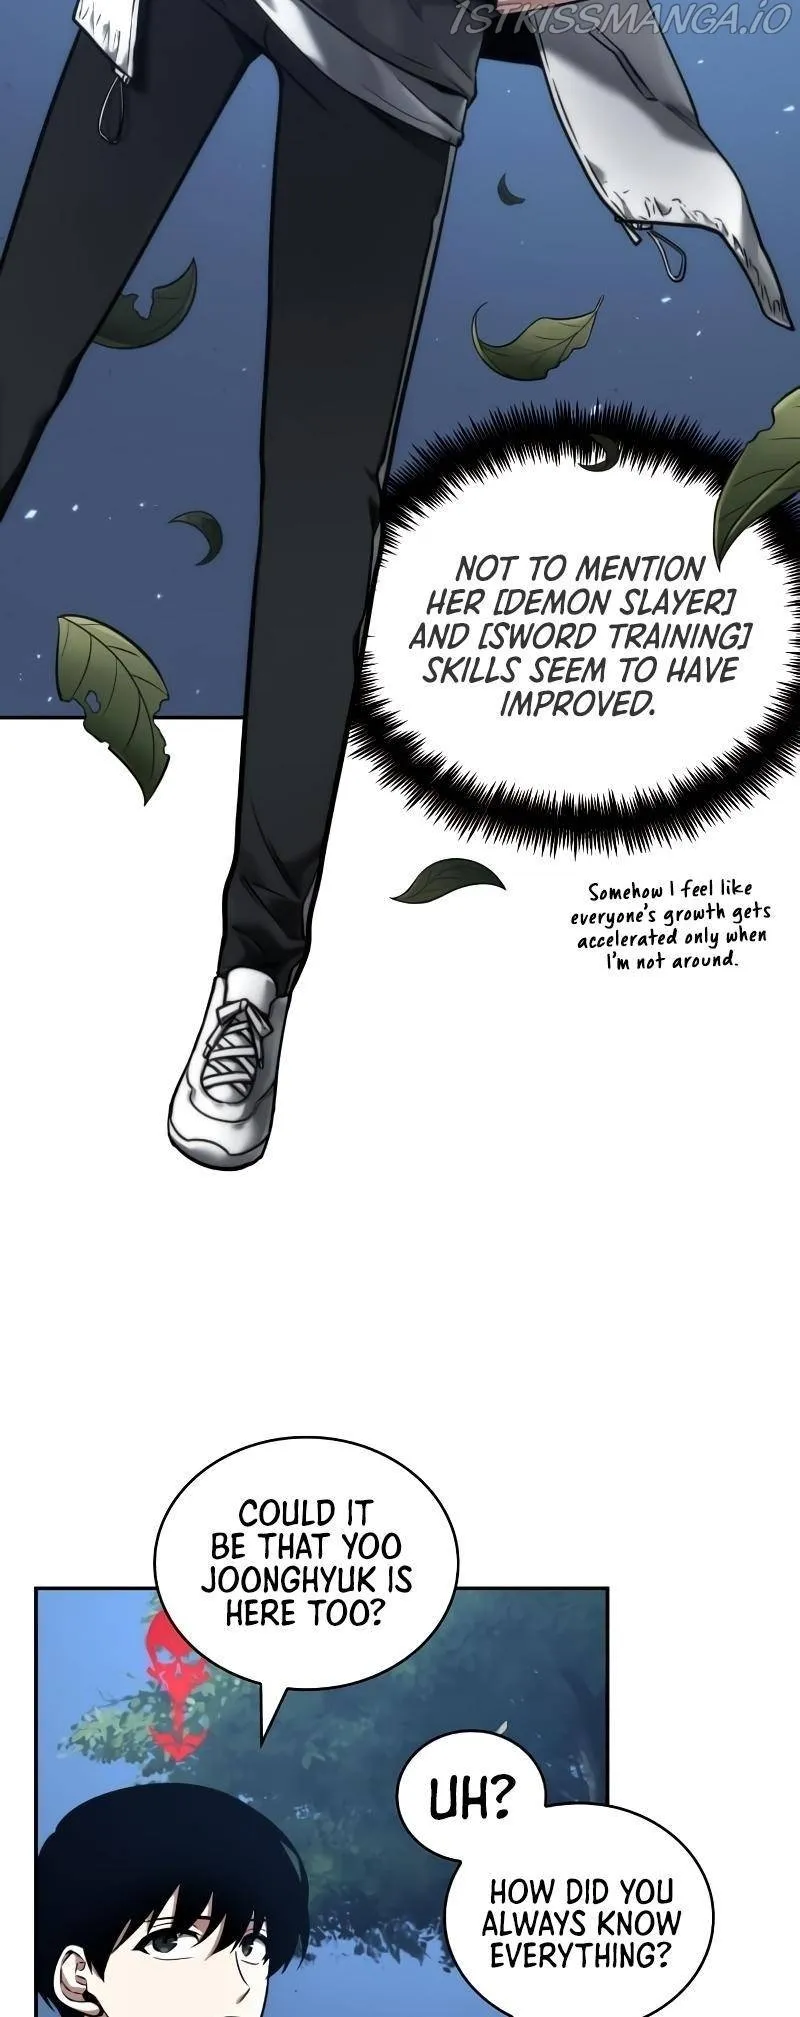 1STKISSMANGA.IO
NOT TO MENTION
HER [DEMON SLAYER]
AND [SWORD TRAINING]
SKILLS SEEM TO HAVE
IMPROVED.
Somehow I feel like
everyone's growth gets
accelerated only when
I'm not around.
COULD IT
BE THAT YOO
JOONGHYUK IS
HERE TOO?
UH?
HOW DID YOU
ALWAYS KNOW
EVERYTHING?